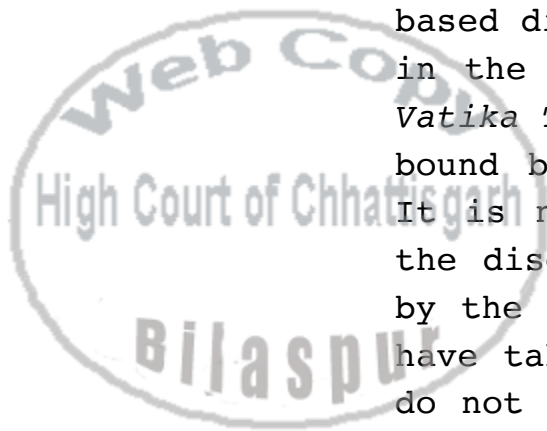 Web Copy
High Court of Chhattisgarh
Bilaspur
based di
in the
Vatika T
bound b
It is n
the dis
by the
have ta
do not